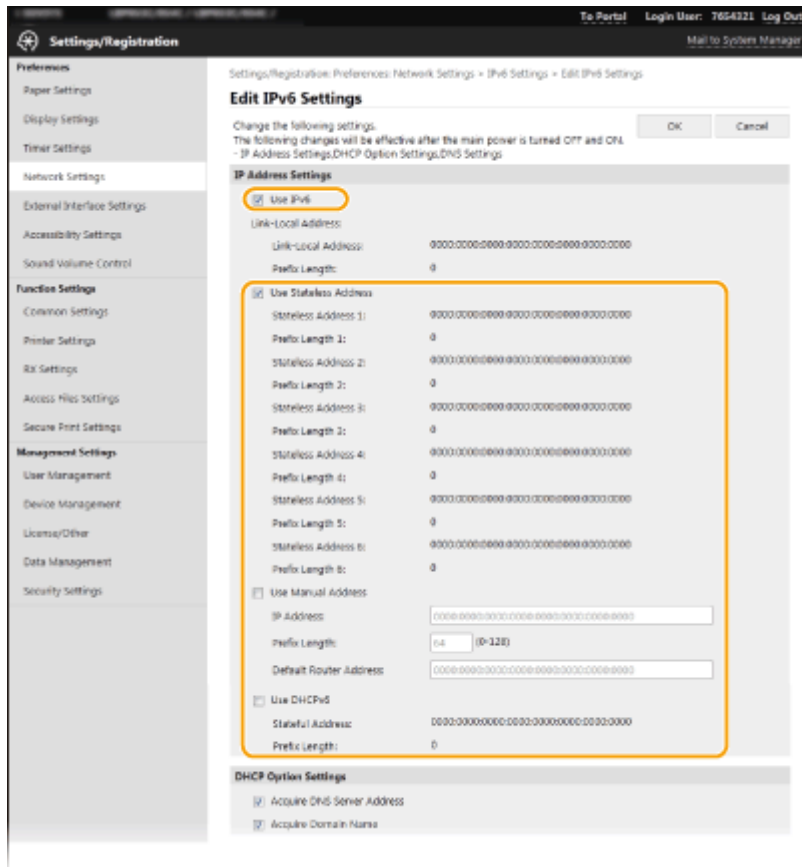 To Portal Login User: 7654321 Log Out
Settings/Registration Mail to System Manager
Preferences
Paper Settings
Display Settings
Timer Settings
Network Settings
External Interface Settings
Accessibility Settings
Sound Volume Control
Function Settings
Common Settings
Printer Settings
RX Settings
Access Files Settings
Secure Print Settings
Management Settings
User Management
Device Management
License/Other
Data Management
Security Settings
Settings/Registration: Preferences: Network Settings > IPv6 Settings > Edit IPv6 Settings
Edit IPv6 Settings
Change the following settings.
The following changes will be effective after the main power is turned OFF and ON.
- IP Address Settings,DHCP Option Settings,DNS Settings
OK Cancel
IP Address Settings
Use IPv6
Link-Local Address:
Link-Local Address: 0000:0000:0000:0000:0000:0000:0000:0000
Prefix Length: 0
Use Stateless Address
Stateless Address 1: 0000:0000:0000:0000:0000:0000:0000:0000
Prefix Length 1: 0
Stateless Address 2: 0000:0000:0000:0000:0000:0000:0000:0000
Prefix Length 2: 0
Stateless Address 3: 0000:0000:0000:0000:0000:0000:0000:0000
Prefix Length 3: 0
Stateless Address 4: 0000:0000:0000:0000:0000:0000:0000:0000
Prefix Length 4: 0
Stateless Address 5: 0000:0000:0000:0000:0000:0000:0000:0000
Prefix Length 5: 0
Stateless Address 6: 0000:0000:0000:0000:0000:0000:0000:0000
Prefix Length 6: 0
Use Manual Address
IP Address: 0000:0000:0000:0000:0000:0000:0000:0000
Prefix Length: 64 (0-128)
Default Router Address: 0000:0000:0000:0000:0000:0000:0000:0000
Use DHCPv6
Stateful Address: 0000:0000:0000:0000:0000:0000:0000:0000
Prefix Length: 0
DHCP Option Settings
Acquire DNS Server Address
Acquire Domain Name